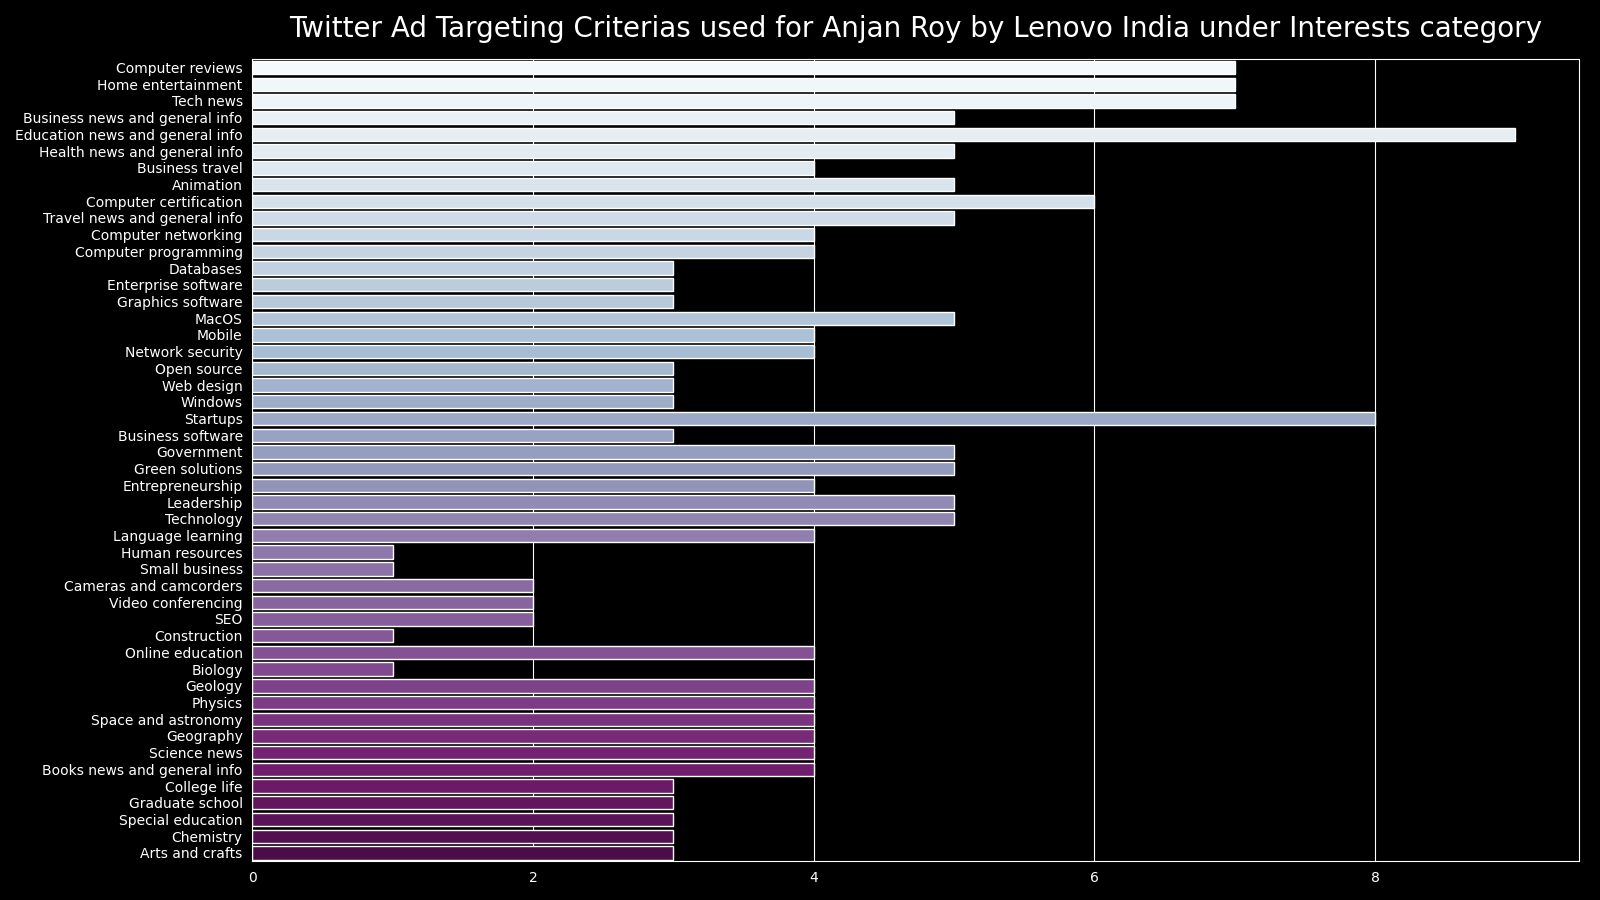 Twitter Ad Targeting Criterias used for Anjan Roy by Lenovo India under Interests category
Computer reviews
Home entertainment
Tech news
Business news and general info
Education news and general info
Health news and general info
Business travel
Animation
Computer certification
Travel news and general info
Computer networking
Computer programming
Databases
Enterprise software
Graphics software
MacOS
Mobile
Network security
Open source
Web design
Windows
Startups
Business software
Government
Green solutions
Entrepreneurship
Leadership
Technology
Language learning
Human resources
Small business
Cameras and camcorders
Video conferencing
SEO
Construction
Online education
Biology
Geology
Physics
Space and astronomy
Geography
Science news
Books news and general info
College life
Graduate school
Special education
Chemistry
Arts and crafts
0 2 4 6 8